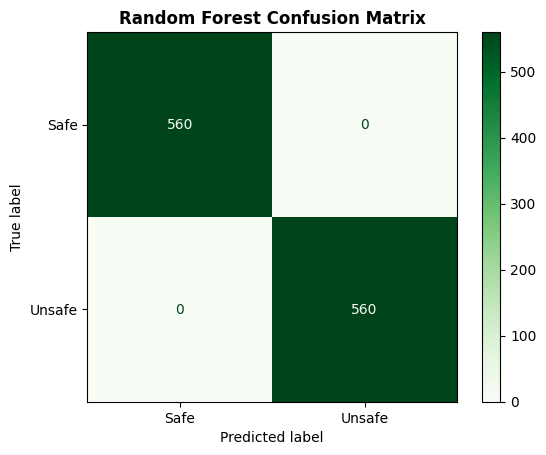 Random Forest Confusion Matrix
True label
Safe
560
0
Unsafe
0
560
Safe
Unsafe
Predicted label
500
400
300
200
100
0